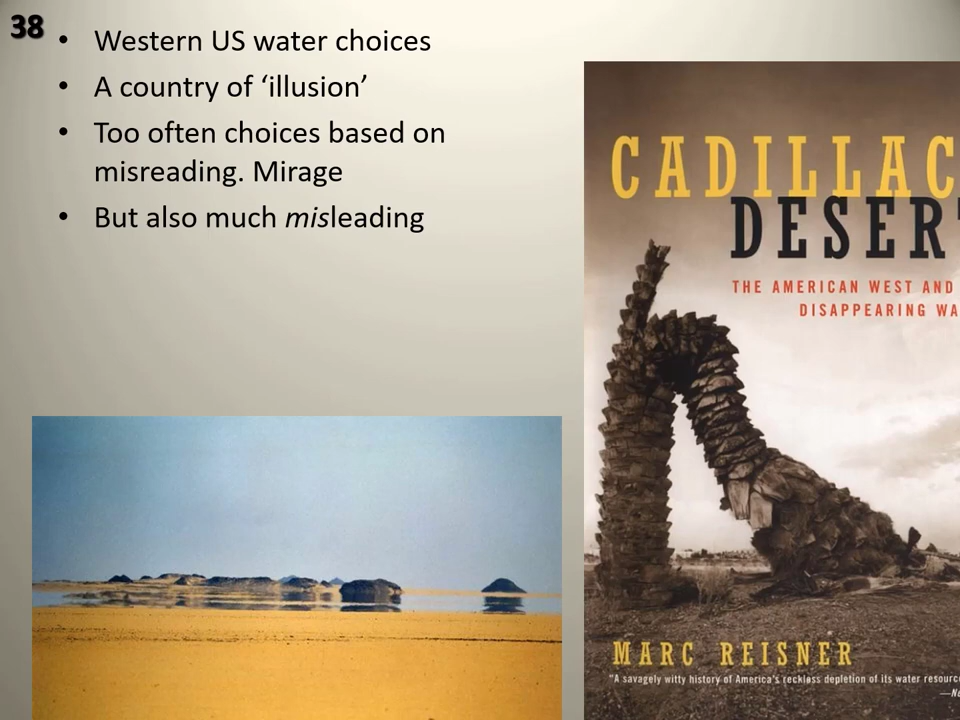 38
• Western US water choices
• A country of ‘illusion’
• Too often choices based on
misreading. Mirage
• But also much misleading
CADILLAC
DESERT
THE AMERICAN WEST AND
DISAPPEARING WA
MARC REISNER
"A savagely witty history of America's reckless depletion of its water resourc